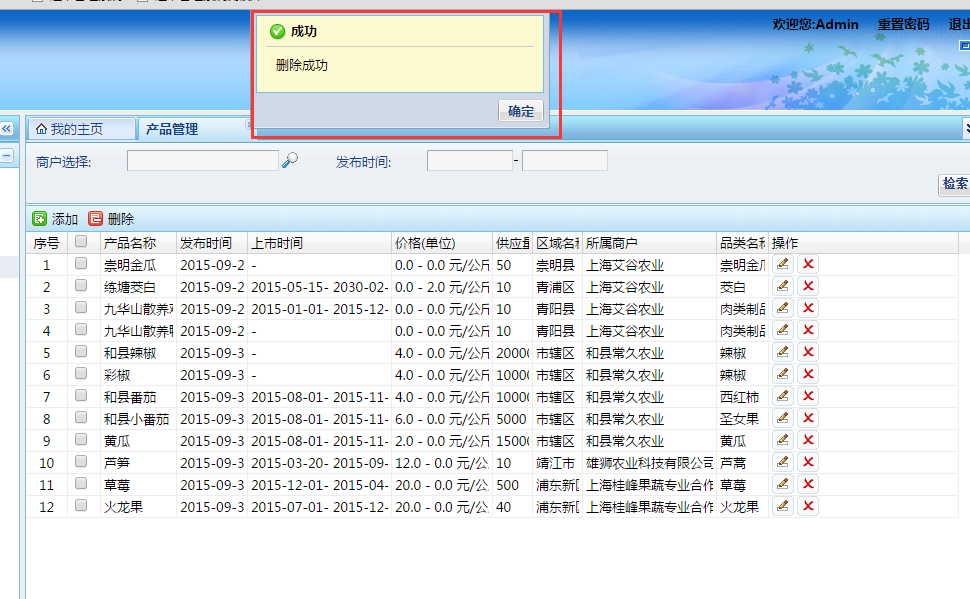 欢迎您:Admin 重置密码 退出
成功
删除成功
确定
我的主页 产品管理
商户选择: 发布时间: -
检索
添加 删除
序号 产品名称 发布时间 上市时间 价格(单位) 供应量 区域名称 所属商户 品类名称 操作
1 崇明金瓜 2015-09-2 - 0.0 - 0.0 元/公斤 50 崇明县 上海艾谷农业 崇明金瓜
2 练塘茭白 2015-09-2 2015-05-15- 2030-02- 0.0 - 2.0 元/公斤 10 青浦区 上海艾谷农业 茭白
3 九华山散养鸡 2015-09-2 2015-01-01- 2015-12- 0.0 - 0.0 元/公斤 10 青阳县 上海艾谷农业 肉类制品
4 九华山散养鸭 2015-09-2 - 0.0 - 0.0 元/公斤 10 青阳县 上海艾谷农业 肉类制品
5 和县辣椒 2015-09-3 - 4.0 - 0.0 元/公斤 2000 市辖区 和县常久农业 辣椒
6 彩椒 2015-09-3 - 4.0 - 0.0 元/公斤 1000 市辖区 和县常久农业 辣椒
7 和县番茄 2015-09-3 2015-08-01- 2015-11- 4.0 - 0.0 元/公斤 1000 市辖区 和县常久农业 西红柿
8 和县小番茄 2015-09-3 2015-08-01- 2015-11- 6.0 - 0.0 元/公斤 5000 市辖区 和县常久农业 圣女果
9 黄瓜 2015-09-3 2015-08-01- 2015-11- 2.0 - 0.0 元/公斤 1500 市辖区 和县常久农业 黄瓜
10 芦笋 2015-09-3 2015-03-20- 2015-09- 12.0 - 0.0 元/公 10 靖江市 雄狮农业科技有限公司 芦蒿
11 草莓 2015-09-3 2015-12-01- 2015-04- 20.0 - 0.0 元/公 500 浦东新区 上海桂峰果蔬专业合作 草莓
12 火龙果 2015-09-3 2015-07-01- 2015-12- 20.0 - 0.0 元/公 40 浦东新区 上海桂峰果蔬专业合作 火龙果